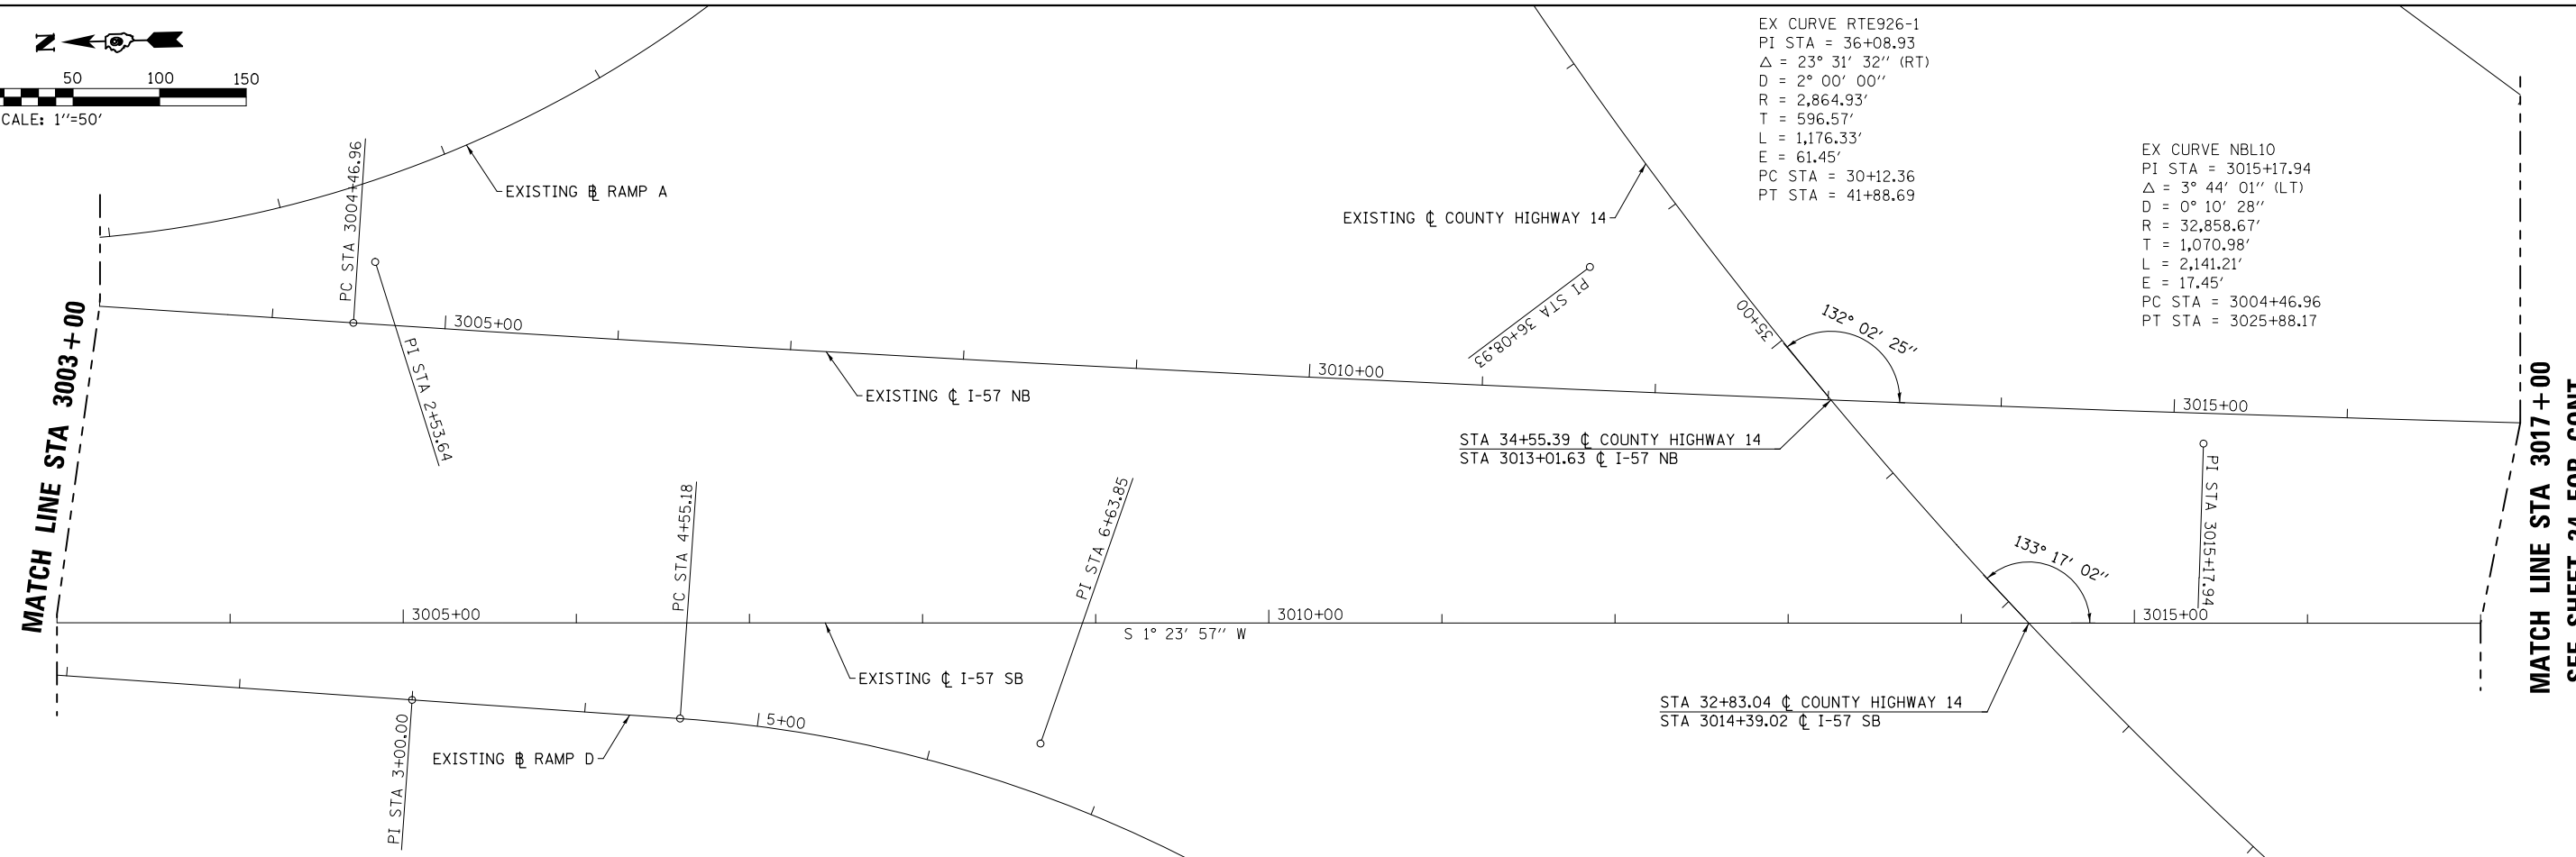 N
50 100 150
CALE: 1"=50'
MATCH LINE STA 3003+00
PC STA 3004+46.96
EXISTING ⅊ RAMP A
PI STA 2+53.64
3005+00
EXISTING ℄ I-57 NB
3010+00
EXISTING ℄ COUNTY HIGHWAY 14
PI STA 36+08.93
35+00
132° 02' 25"
STA 34+55.39 ℄ COUNTY HIGHWAY 14
STA 3013+01.63 ℄ I-57 NB
EX CURVE RTE926-1
PI STA = 36+08.93
△ = 23° 31' 32" (RT)
D = 2° 00' 00"
R = 2,864.93'
T = 596.57'
L = 1,176.33'
E = 61.45'
PC STA = 30+12.36
PT STA = 41+88.69
EX CURVE NBL10
PI STA = 3015+17.94
△ = 3° 44' 01" (LT)
D = 0° 10' 28"
R = 32,858.67'
T = 1,070.98'
L = 2,141.21'
E = 17.45'
PC STA = 3004+46.96
PT STA = 3025+88.17
3015+00
PI STA 3015+17.94
3005+00
PC STA 4+55.18
PI STA 6+63.85
3010+00
S 1° 23' 57" W
133° 17' 02"
3015+00
EXISTING ℄ I-57 SB
STA 32+83.04 ℄ COUNTY HIGHWAY 14
STA 3014+39.02 ℄ I-57 SB
PI STA 3+00.00
EXISTING ⅊ RAMP D
5+00
MATCH LINE STA 3017+00
SEE SHEET 24 FOR CONT